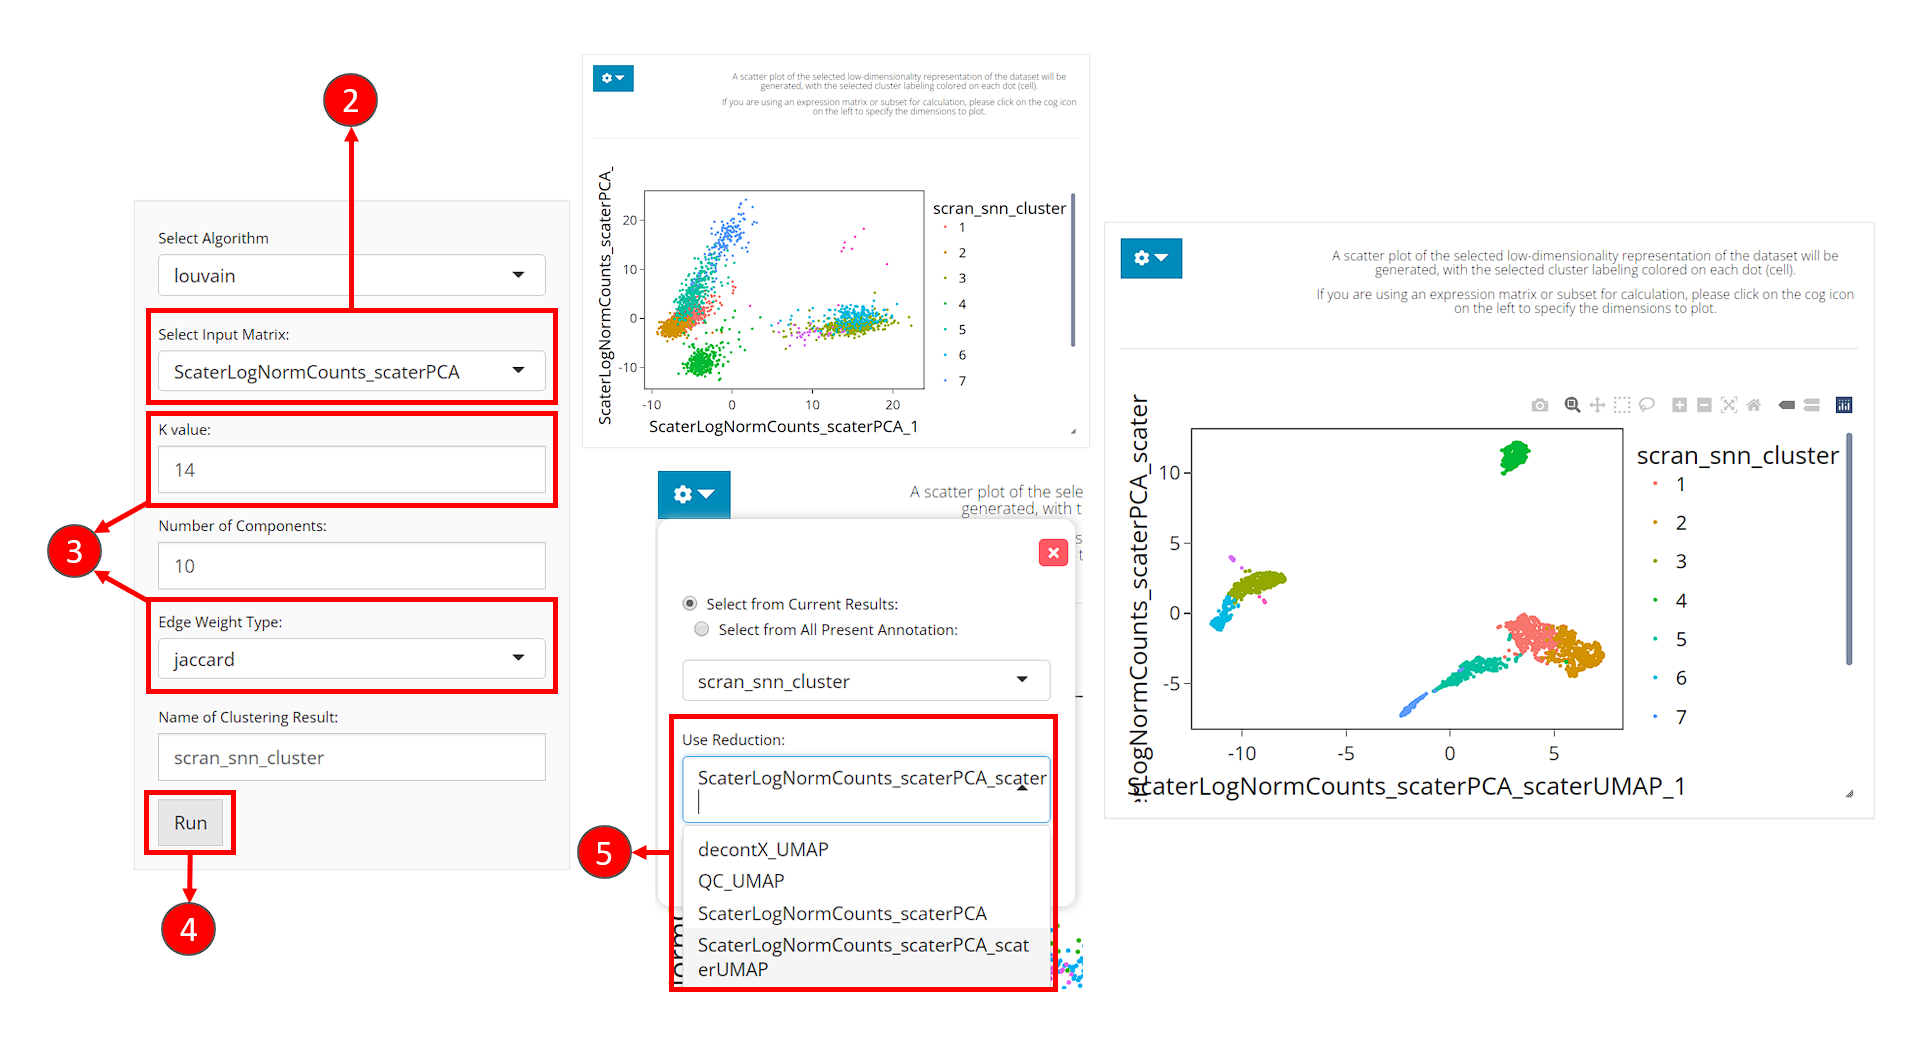 2
Select Algorithm
louvain
Select Input Matrix:
ScaterLogNormCounts_scaterPCA
K value:
14
3
Number of Components:
10
Edge Weight Type:
jaccard
Name of Clustering Result:
scran_snn_cluster
Run
4
A scatter plot of the selected low-dimensionality representation of the dataset will be
generated, with the selected cluster labeling colored on each dot (cell).
If you are using an expression matrix or subset for calculation, please click on the cog icon
on the left to specify the dimensions to plot.
ScaterLogNormCounts_scaterPCA_
20
10
0
-10
-10 0 10 20
ScaterLogNormCounts_scaterPCA_1
scran_snn_cluster
1
2
3
4
5
6
7
A scatter plot of the sele
generated, with t
s
t
Select from Current Results:
Select from All Present Annotation:
scran_snn_cluster
Use Reduction:
ScaterLogNormCounts_scaterPCA_scater
5
decontX_UMAP
QC_UMAP
ScaterLogNormCounts_scaterPCA
ScaterLogNormCounts_scaterPCA_scat
erUMAP
A scatter plot of the selected low-dimensionality representation of the dataset will be
generated, with the selected cluster labeling colored on each dot (cell).
If you are using an expression matrix or subset for calculation, please click on the cog icon
on the left to specify the dimensions to plot.
erLogNormCounts_scaterPCA_scater
10
5
0
-5
-10 -5 0 5
ScaterLogNormCounts_scaterPCA_scaterUMAP_1
scran_snn_cluster
1
2
3
4
5
6
7